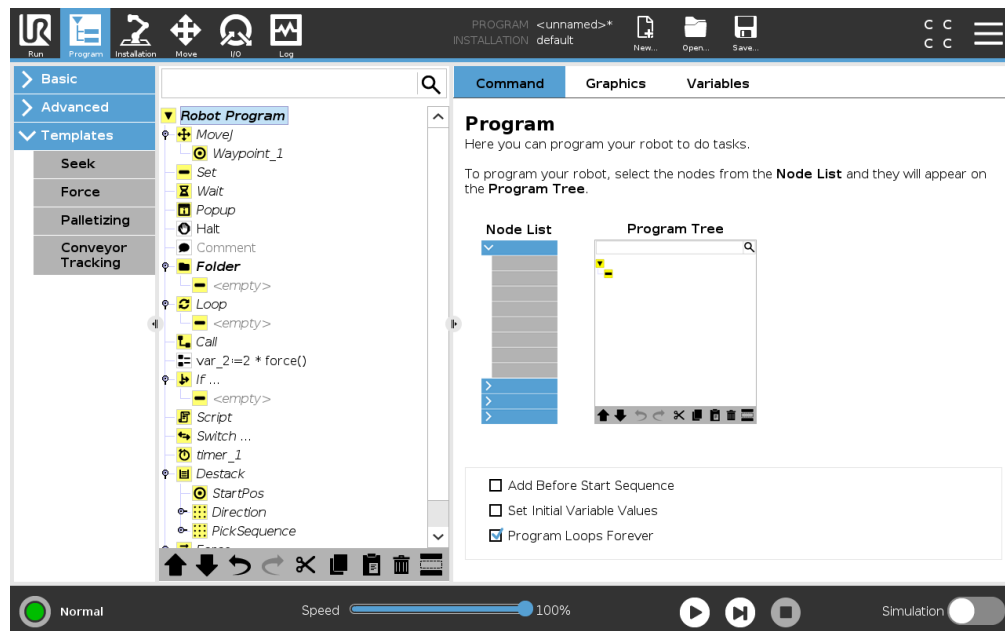 UR
PROGRAM <unnamed>*
INSTALLATION default
C C
C C
Run
Program
Installation
Move
I/O
Log
New...
Open...
Save...
Basic
Advanced
Templates
Seek
Force
Palletizing
Conveyor
Tracking
Robot Program
MoveJ
Waypoint_1
Set
Wait
Popup
Halt
Comment
Folder
<empty>
Loop
<empty>
Call
var_2:=2 * force()
If ...
<empty>
Script
Switch ...
timer_1
Destack
StartPos
Direction
PickSequence
Command Graphics Variables
Program
Here you can program your robot to do tasks.
To program your robot, select the nodes from the Node List and they will appear on
the Program Tree.
Node List Program Tree
Add Before Start Sequence
Set Initial Variable Values
Program Loops Forever
Normal
Speed
100%
Simulation